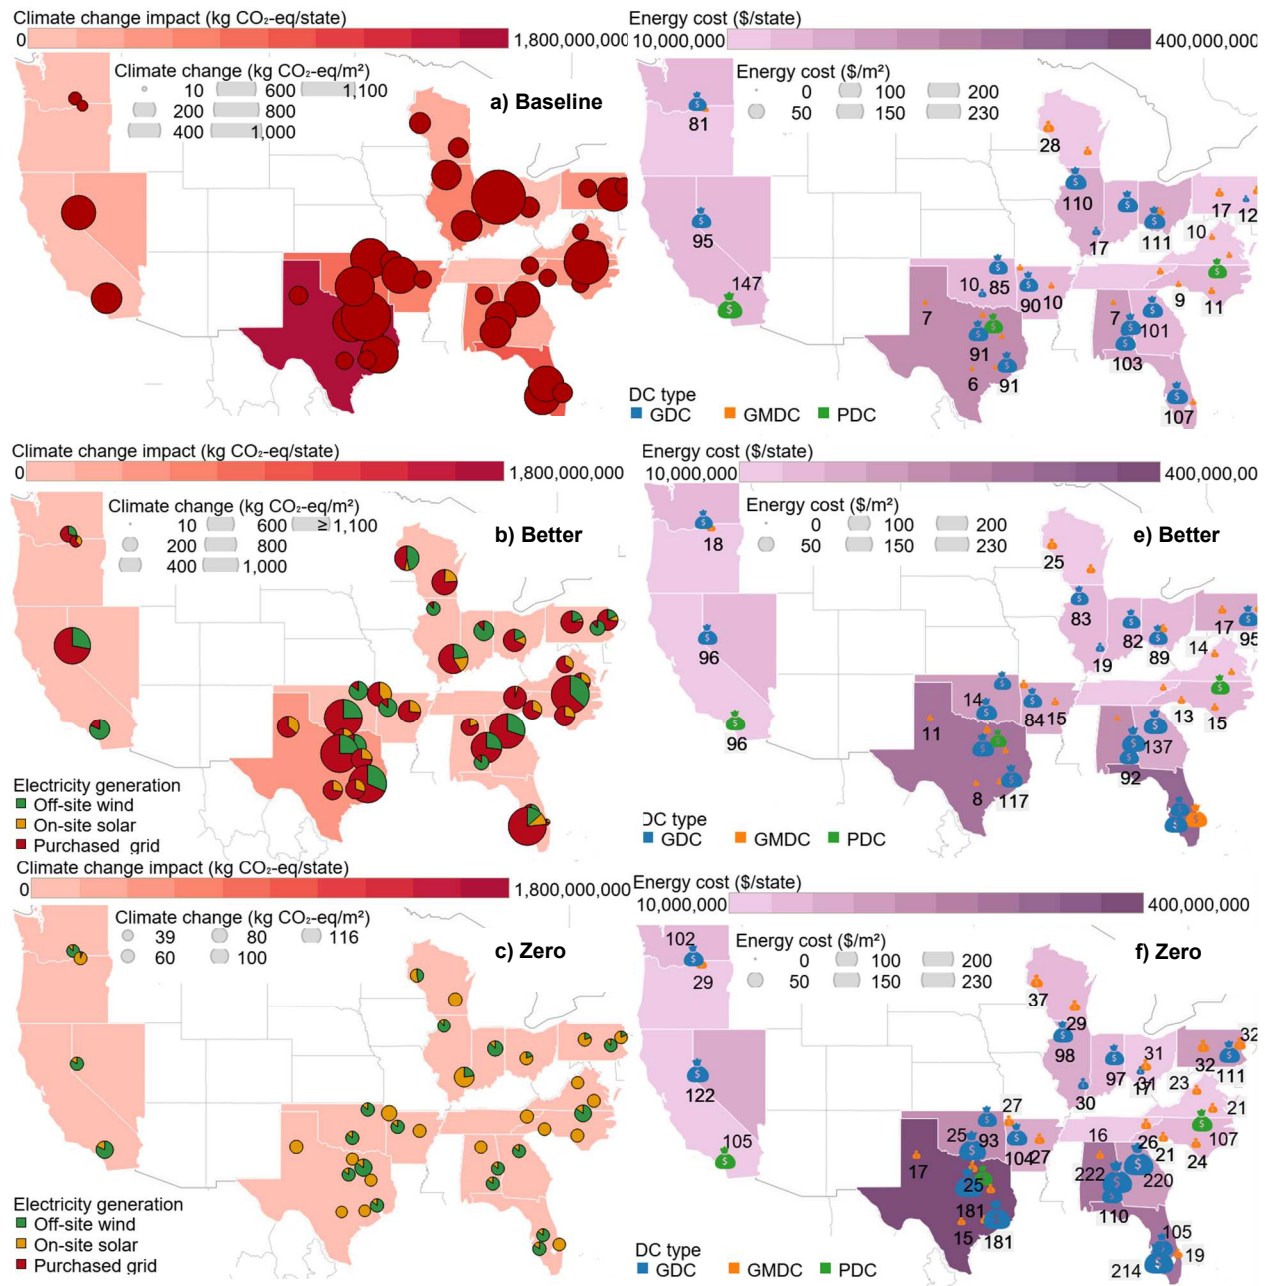 Climate change impact (kg CO₂-eq/state)
0 1,800,000,000
Climate change (kg CO₂-eq/m²)
10 600 1,100
200 800
400 1,000
a) Baseline
Energy cost ($/state)
10,000,000 400,000,000
Energy cost ($/m²)
0 100 200
50 150 230
81
28
110
95
17
111
17
12
10
147
10
85
90
10
9
11
7
7
101
91
103
6
91
107
DC type
GDC GMDC PDC
Climate change impact (kg CO₂-eq/state)
0 1,800,000,000
Climate change (kg CO₂-eq/m²)
10 600 ≥ 1,100
200 800
400 1,000
b) Better
Electricity generation
Off-site wind
On-site solar
Purchased grid
Energy cost ($/state)
10,000,000 400,000,00
Energy cost ($/m²)
0 100 200
50 150 230
e) Better
18
25
83
82
89
17
95
96
19
14
14
84
15
13
15
96
11
137
92
8
117
DC type
GDC GMDC PDC
Climate change impact (kg CO₂-eq/state)
0 1,800,000,000
Climate change (kg CO₂-eq/m²)
39 80 116
60 100
c) Zero
Electricity generation
Off-site wind
On-site solar
Purchased grid
Energy cost ($/state)
10,000,000 400,000,000
Energy cost ($/m²)
0 100 200
50 150 230
f) Zero
102
29
37
29
98
31
32
32
111
97
17
23
122
30
27
21
105
25
93
104
27
16
26
21
107
24
17
25
222
220
181
110
15
181
105
19
214
DC type
GDC GMDC PDC